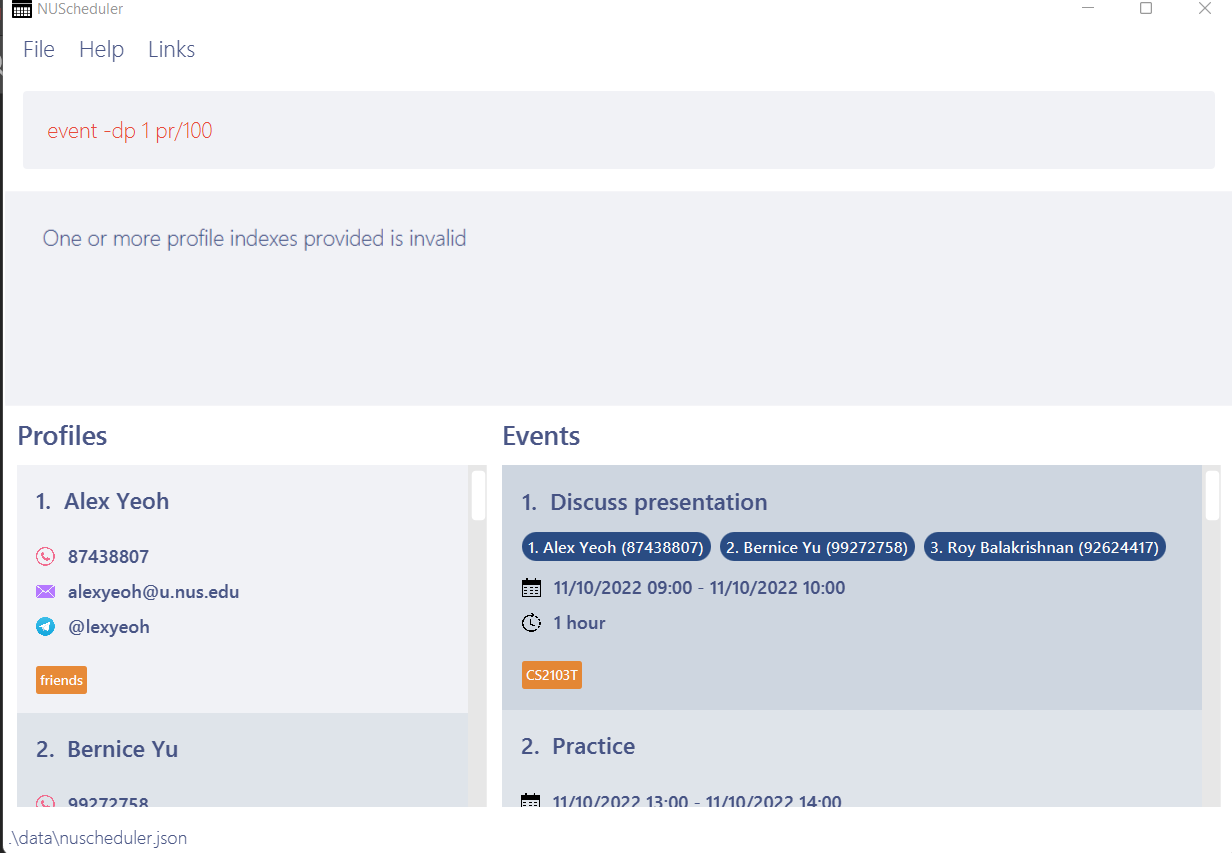 NUScheduler
File Help Links
event -dp 1 pr/100
One or more profile indexes provided is invalid
Profiles
1. Alex Yeoh
87438807
alexyeoh@u.nus.edu
@lexyeoh
friends
2. Bernice Yu
99272758
Events
1. Discuss presentation
1. Alex Yeoh (87438807) 2. Bernice Yu (99272758) 3. Roy Balakrishnan (92624417)
11/10/2022 09:00 - 11/10/2022 10:00
1 hour
CS2103T
2. Practice
11/10/2022 13:00 - 11/10/2022 14:00
.\data\nuscheduler.json